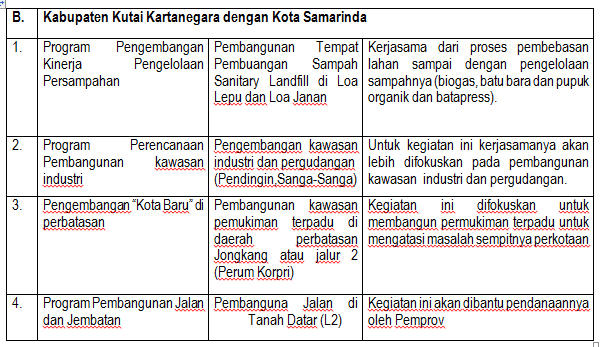 B. Kabupaten Kutai Kartanegara dengan Kota Samarinda
1. Program Pengembangan
Kinerja Pengelolaan
Persampahan
Pembangunan Tempat
Pembuangan Sampah
Sanitary Landfill di Loa
Lepu dan Loa Janan
Kerjasama dari proses pembebasan
lahan sampai dengan pengelolaan
sampahnya (biogas, batu bara dan pupuk
organik dan batapress).
2. Program Perencanaan
Pembangunan kawasan
industri
Pengembangan kawasan
industri dan pergudangan
(Pendingin,Sanga-Sanga)
Untuk kegiatan ini kerjasamanya akan
lebih difokuskan pada pembangunan
kawasan industri dan pergudangan.
3. Pengembangan “Kota Baru” di
perbatasan
Pembangunan kawasan
pemukiman terpadu di
daerah perbatasan
Jongkang atau jalur 2
(Perum Korpri)
Kegiatan ini difokuskan untuk
membangun permukiman terpadu untuk
mengatasi masalah sempitnya perkotaan
4. Program Pembangunan Jalan
dan Jembatan
Pembanguna Jalan di
Tanah Datar (L2)
Kegiatan ini akan dibantu pendanaannya
oleh Pemprov